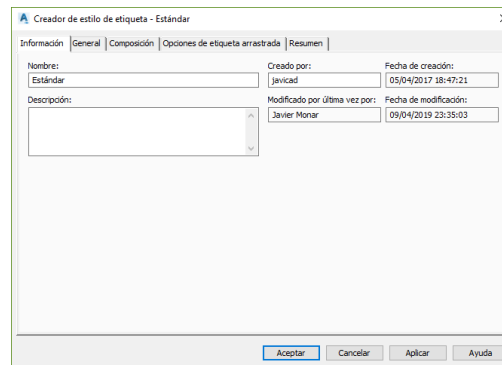 Creador de estilo de etiqueta - Estándar
Información General Composición Opciones de etiqueta arrastrada Resumen
Nombre: Creado por: Fecha de creación:
Estándar javicad 05/04/2017 18:47:21
Descripción: Modificado por última vez por: Fecha de modificación:
Javier Monar 09/04/2019 23:35:03
Aceptar Cancelar Aplicar Ayuda